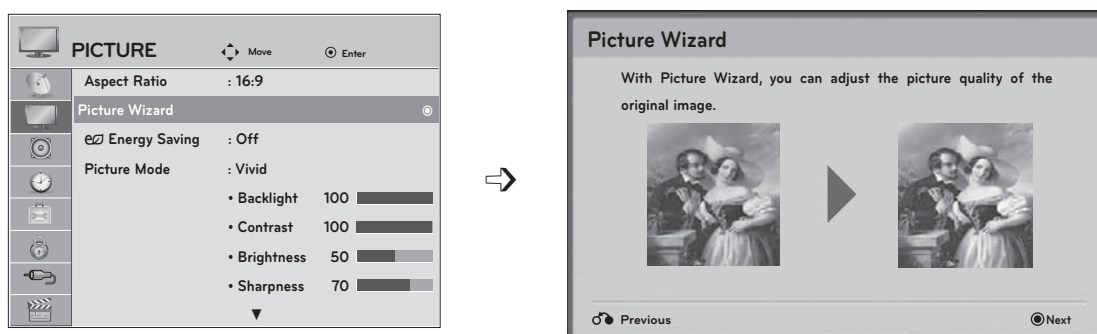 PICTURE Move Enter
Aspect Ratio : 16:9
Picture Wizard
Energy Saving : Off
Picture Mode : Vivid
• Backlight 100
• Contrast 100
• Brightness 50
• Sharpness 70
Picture Wizard
With Picture Wizard, you can adjust the picture quality of the
original image.
Previous Next